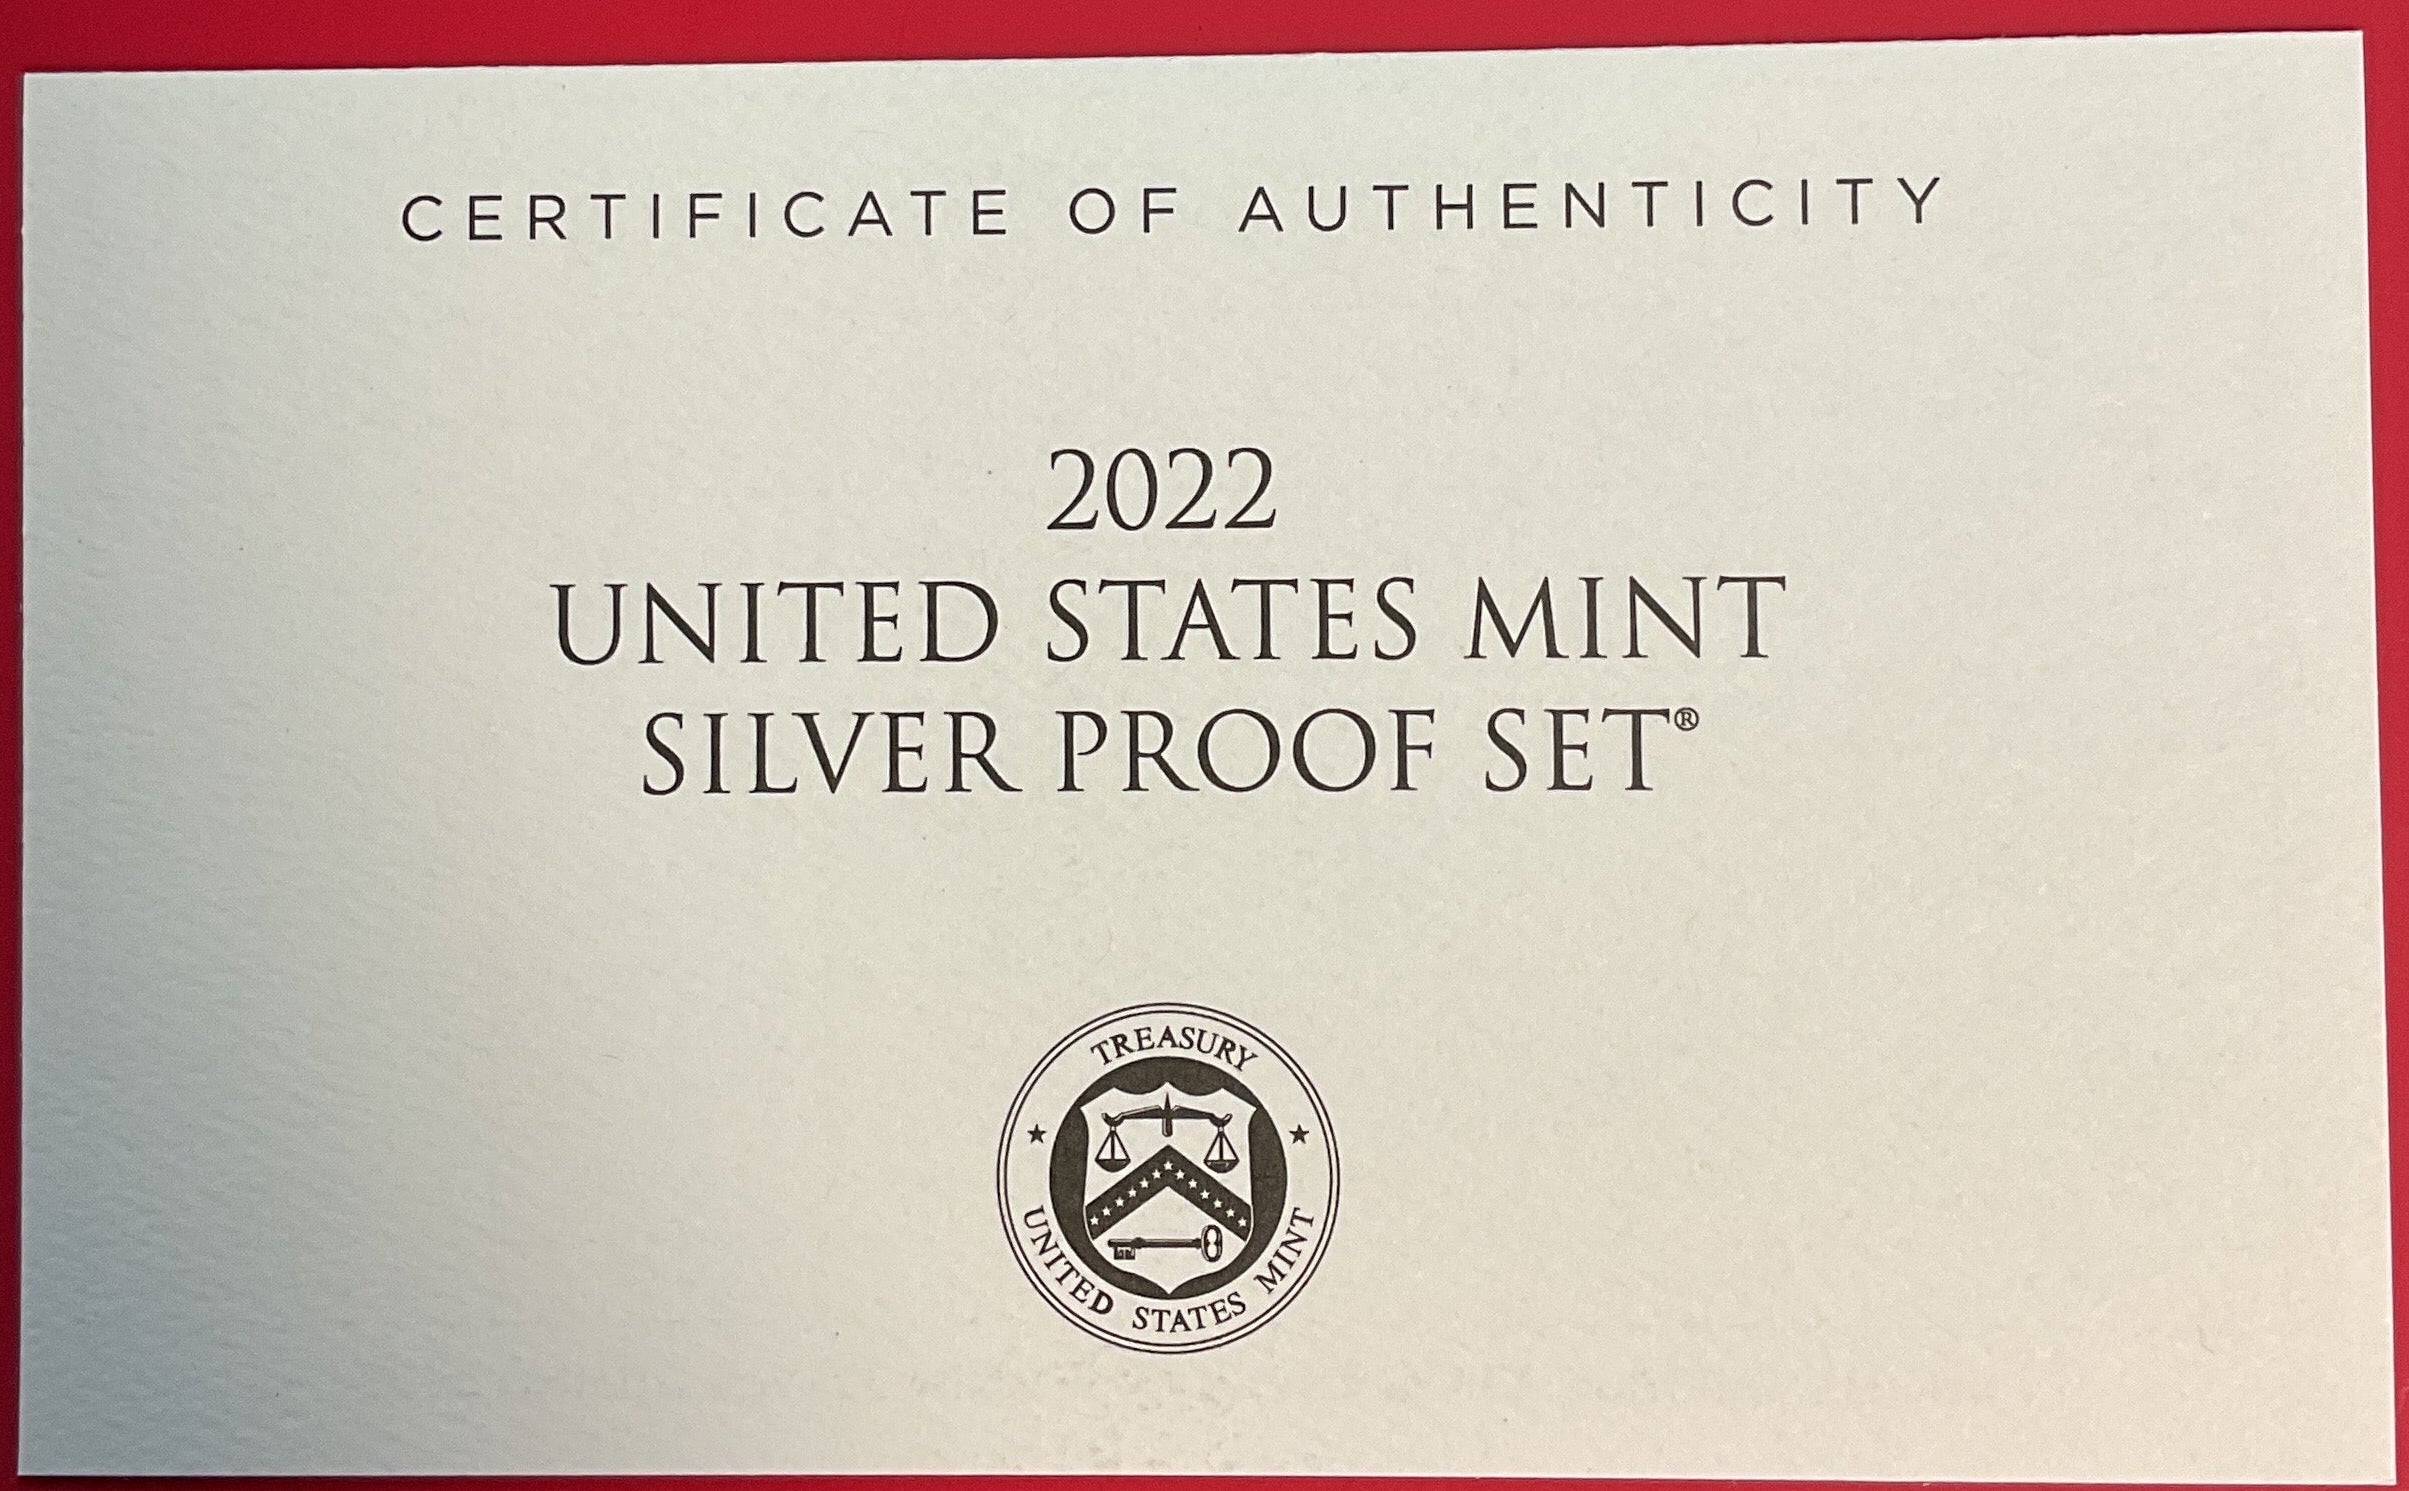 CERTIFICATE OF AUTHENTICITY
2022
UNITED STATES MINT
SILVER PROOF SET®
TREASURY
UNITED STATES MINT